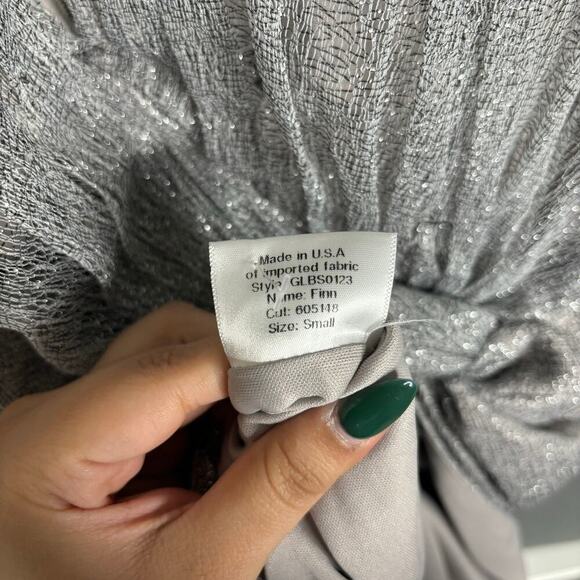 Made in U.S.A
of imported fabric
Style: GLBS0123
Name: Finn
Cut: 605148
Size: Small